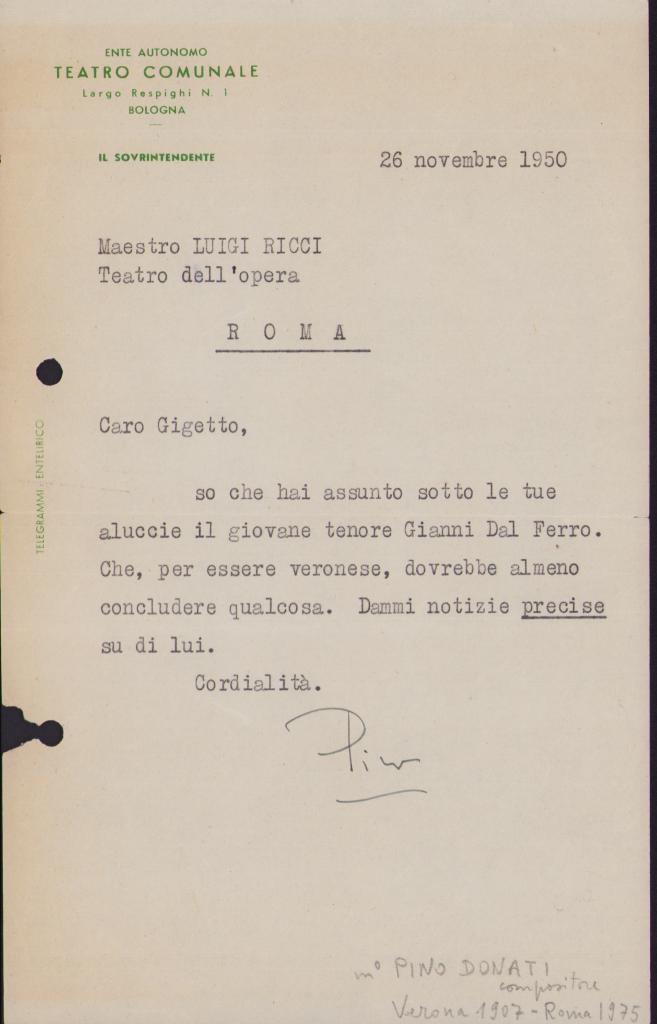 ENTE AUTONOMO
TEATRO COMUNALE
Largo Respighi N. 1
BOLOGNA
IL SOVRINTENDENTE
26 novembre 1950
Maestro LUIGI RICCI
Teatro dell'opera
R O M A
TELEGRAMMI: ENTELIRICO
Caro Gigetto,
so che hai assunto sotto le tue
aluccie il giovane tenore Gianni Dal Ferro.
Che, per essere veronese, dovrebbe almeno
concludere qualcosa. Dammi notizie precise
su di lui.
Cordialità.
Pino
m° PINO DONATI
compositore
Verona 1907 - Roma 1975